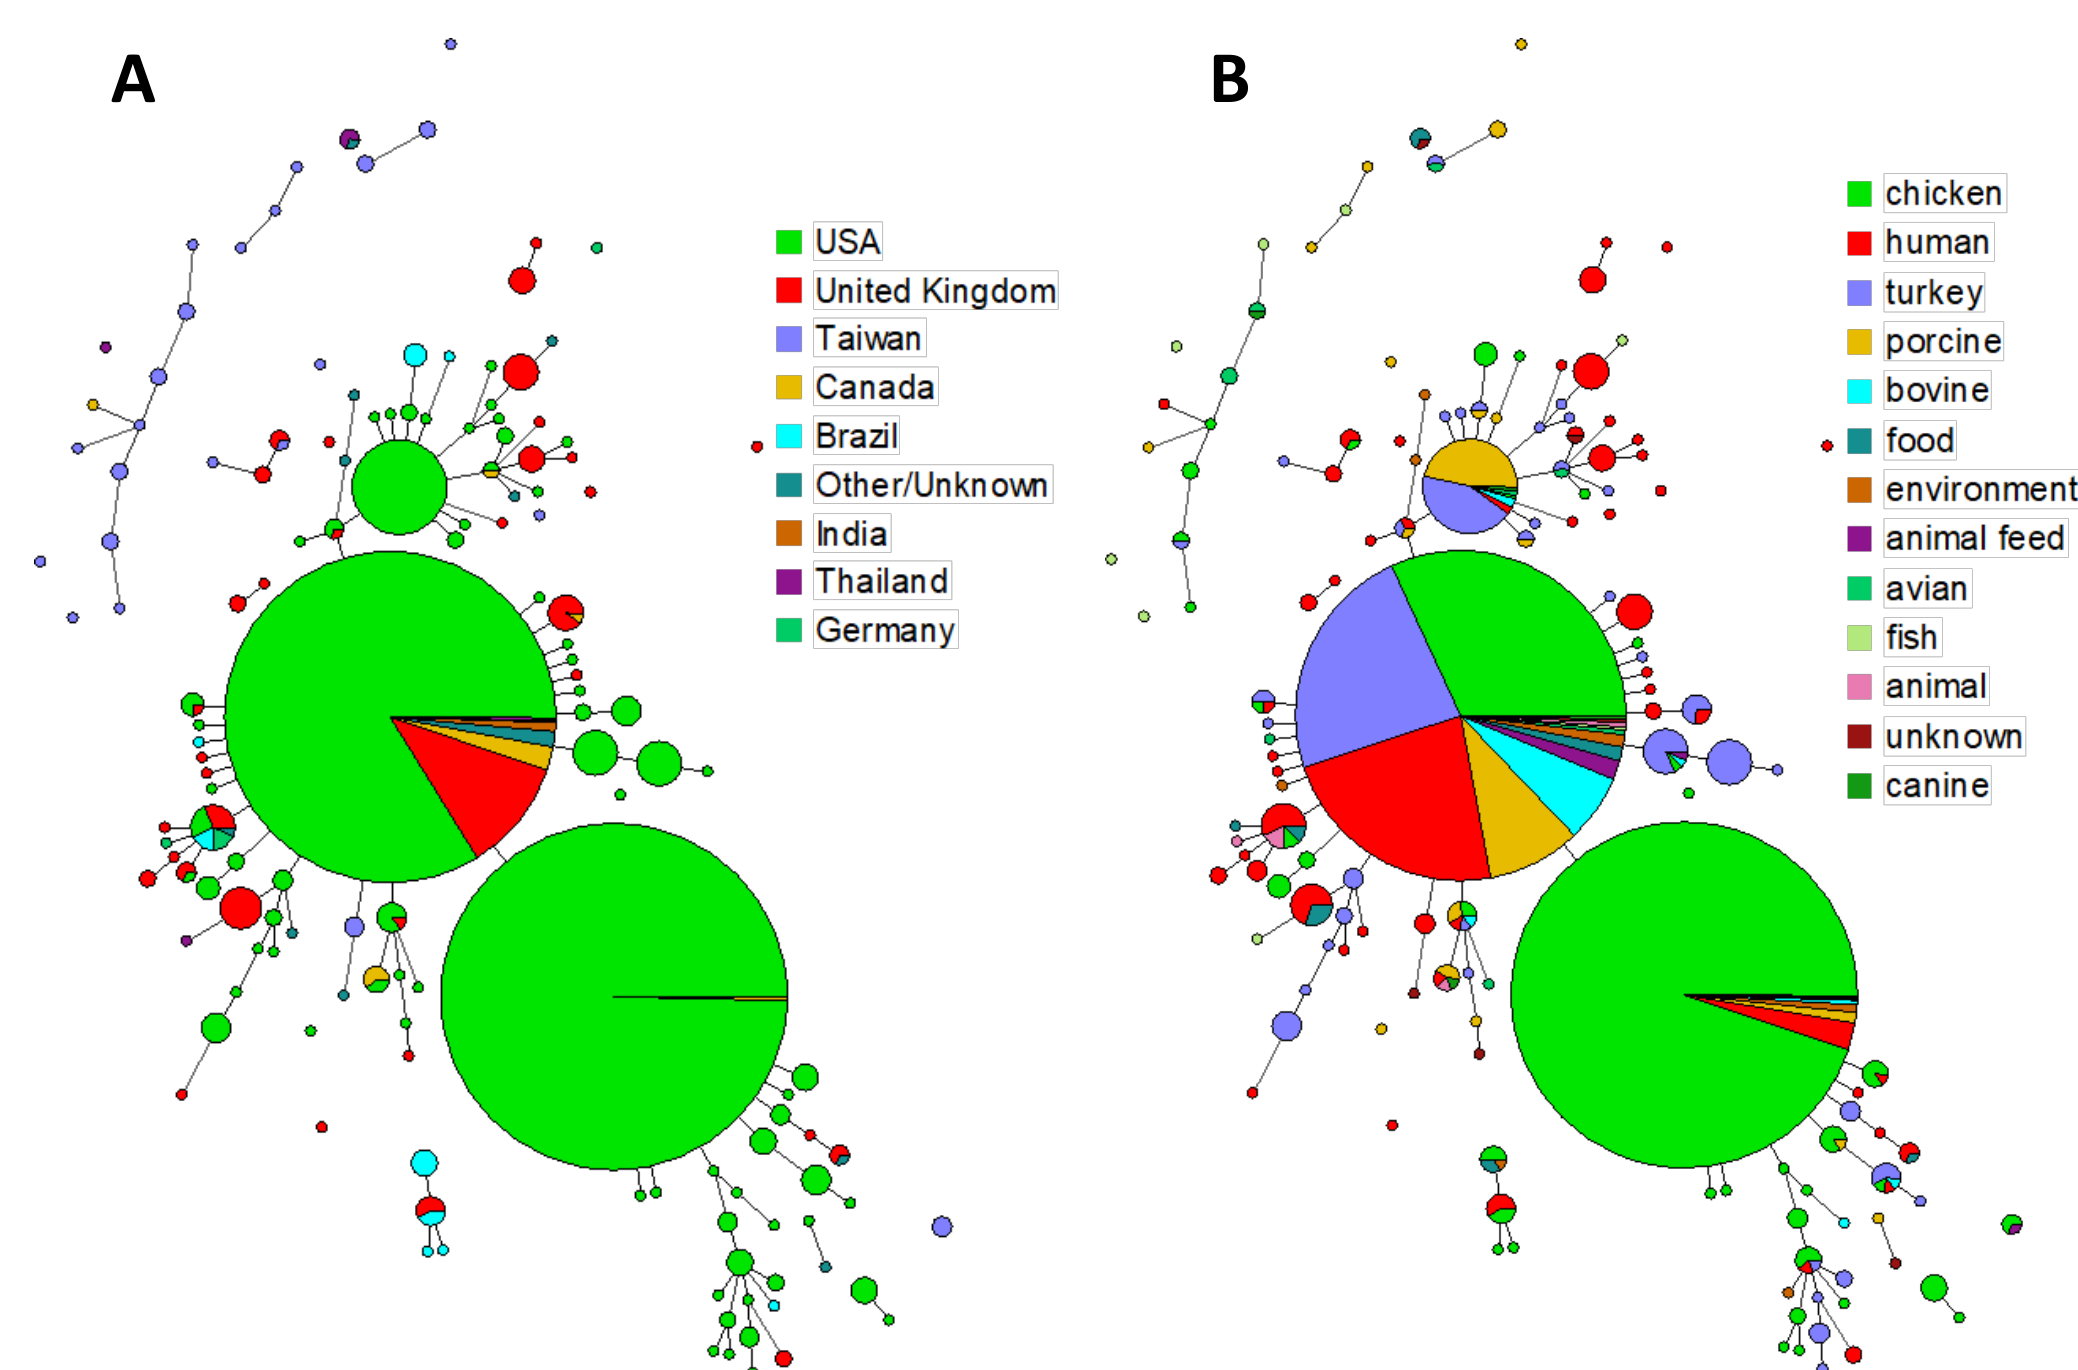 A
USA
United Kingdom
Taiwan
Canada
Brazil
Other/Unknown
India
Thailand
Germany
B
chicken
human
turkey
porcine
bovine
food
environment
animal feed
avian
fish
animal
unknown
canine